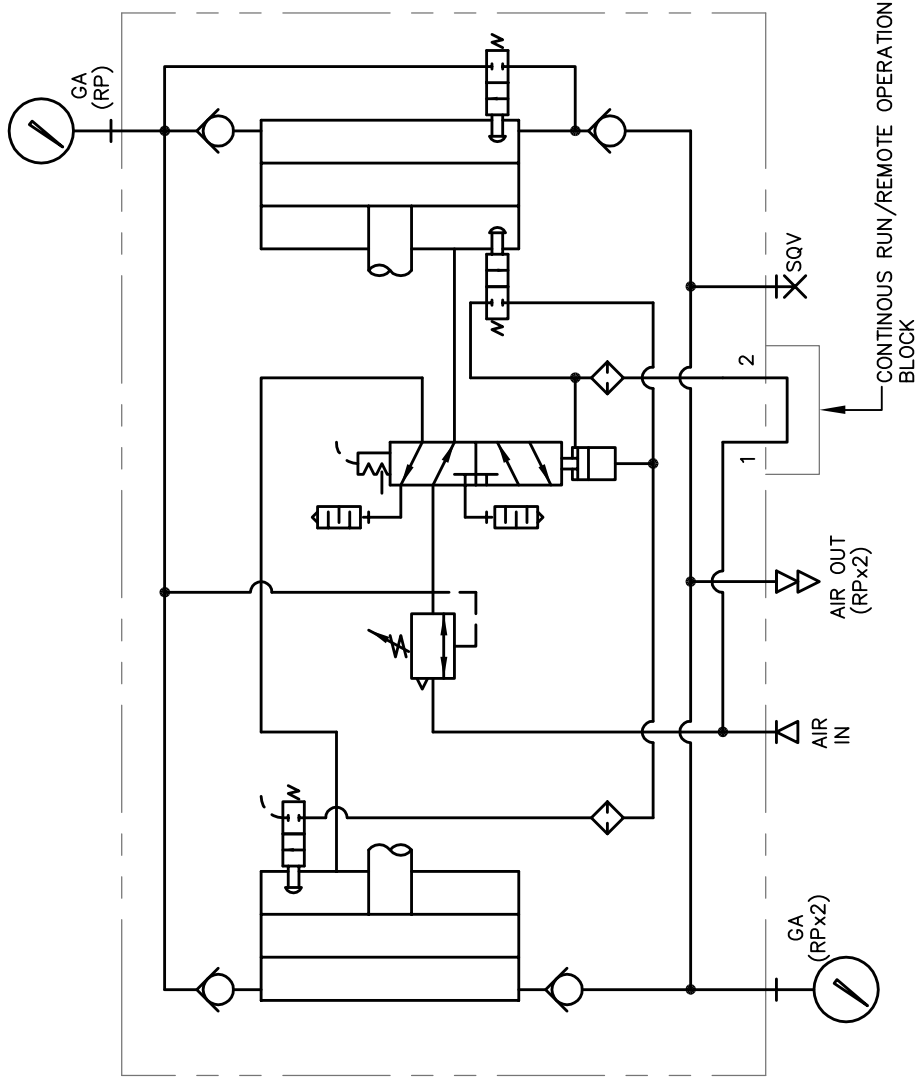 GA
(RP)
CONTINOUS RUN/REMOTE OPERATION
BLOCK
SQV
2
1
AIR OUT
(RPx2)
AIR
IN
GA
(RPx2)